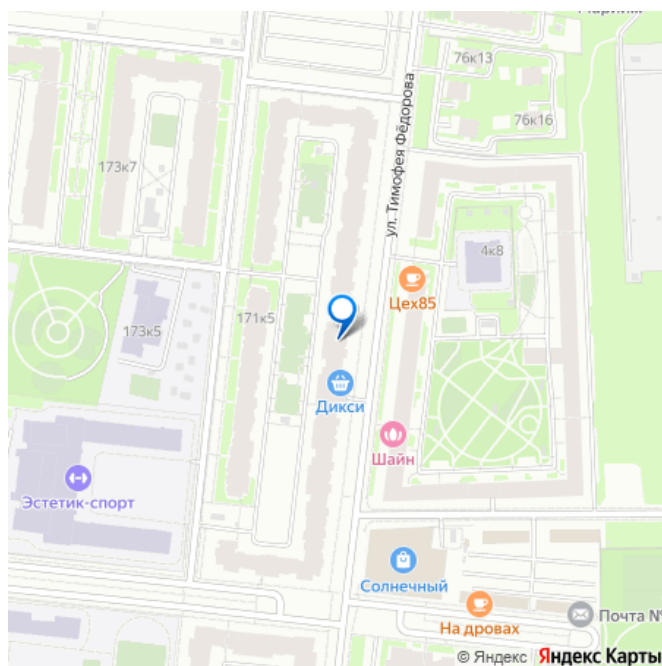 76к13
ул. Тимофея Фёдорова
76к16
173к7
4к8
Цех85
171к5
173к5
Дикси
Шайн
Эстетик-спорт
Солнечный
На дровах
Почта №
© Яндекс Яндекс Карты